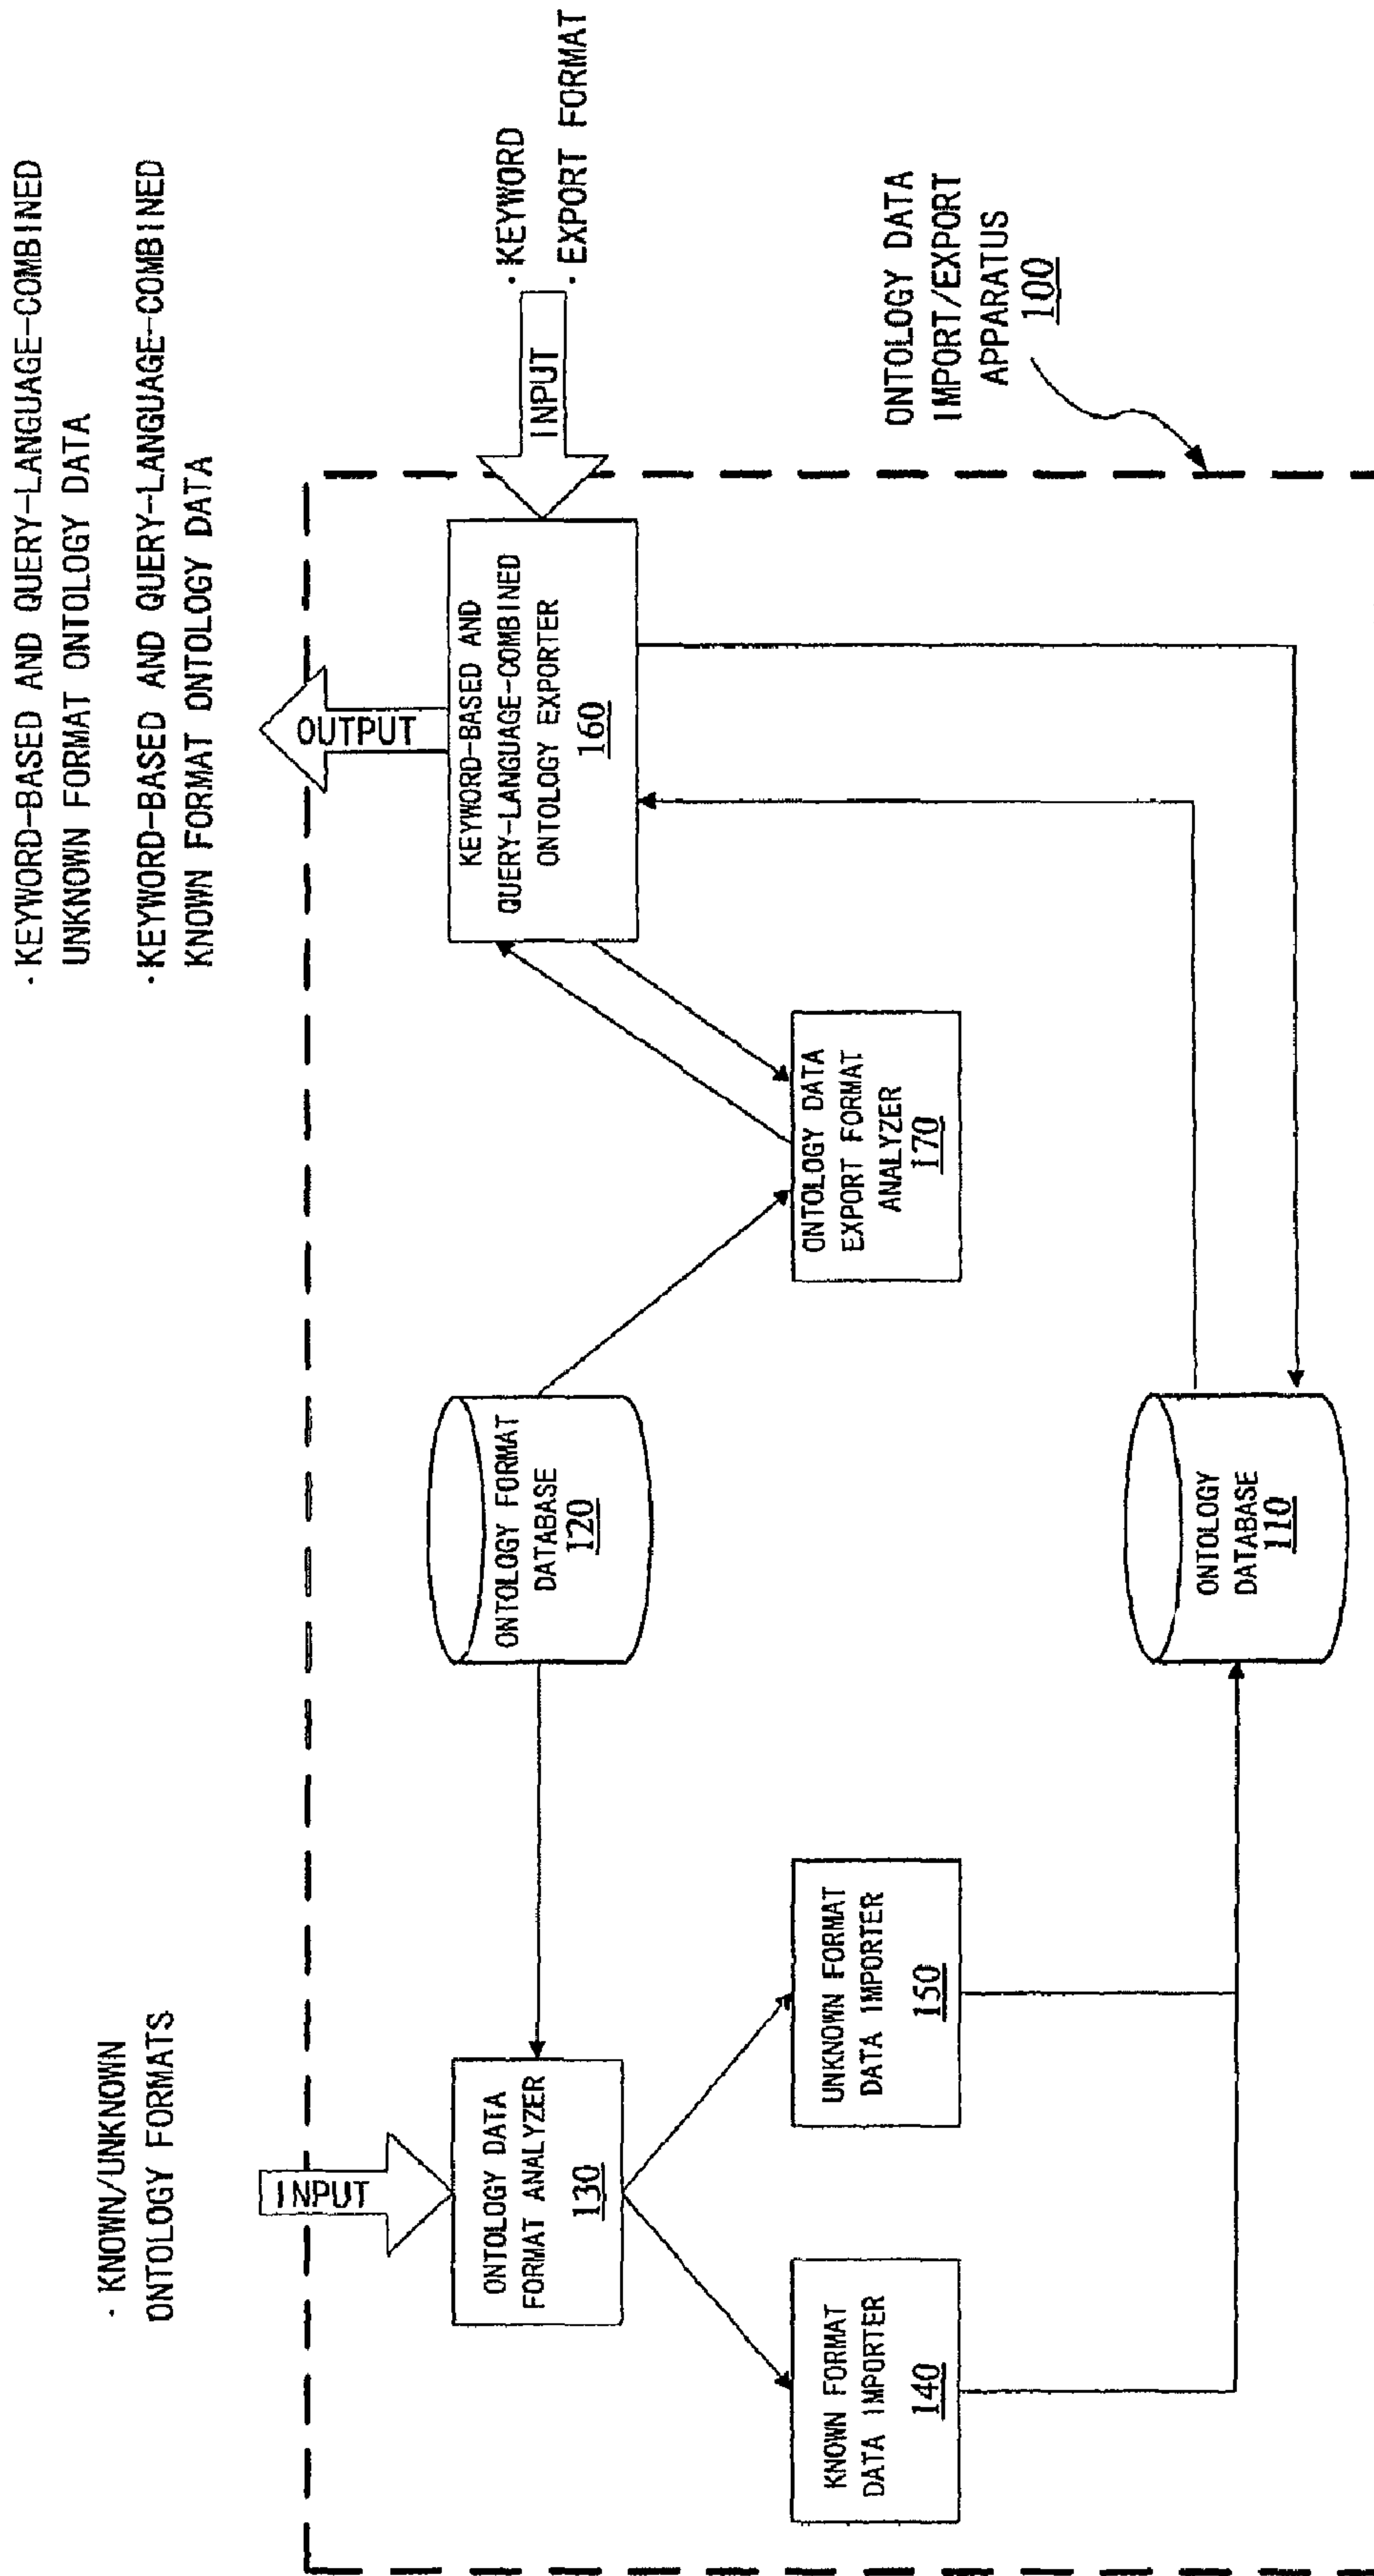 · KNOWN/UNKNOWN
ONTOLOGY FORMATS
· KEYWORD-BASED AND QUERY-LANGUAGE-COMBINED
UNKNOWN FORMAT ONTOLOGY DATA
· KEYWORD-BASED AND QUERY-LANGUAGE-COMBINED
KNOWN FORMAT ONTOLOGY DATA
INPUT
OUTPUT
ONTOLOGY DATA
FORMAT ANALYZER
130
ONTOLOGY FORMAT
DATABASE
120
KEYWORD-BASED AND
QUERY-LANGUAGE-COMBINED
ONTOLOGY EXPORTER
160
INPUT
· KEYWORD
· EXPORT FORMAT
KNOWN FORMAT
DATA IMPORTER
140
UNKNOWN FORMAT
DATA IMPORTER
150
ONTOLOGY DATA
EXPORT FORMAT
ANALYZER
170
ONTOLOGY DATA
IMPORT/EXPORT
APPARATUS
100
ONTOLOGY
DATABASE
110